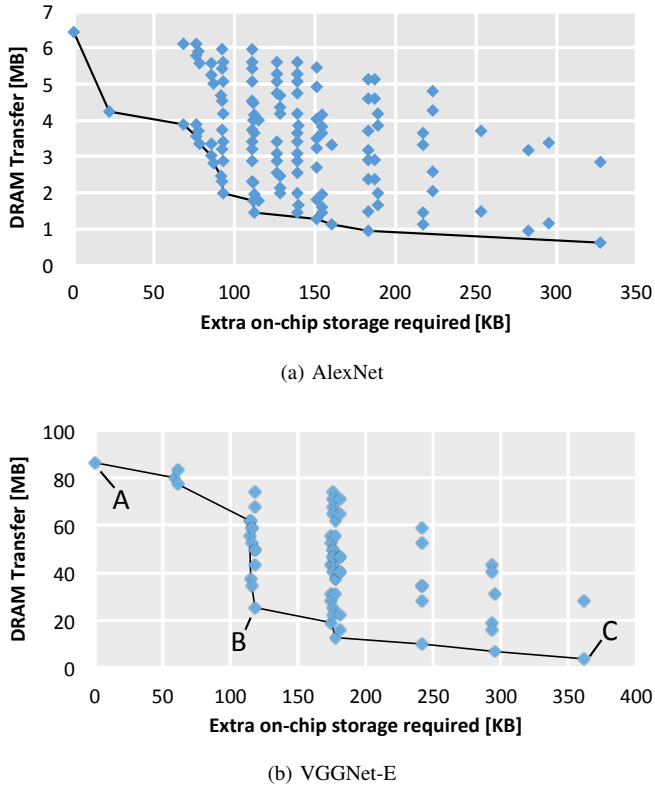 7
6
5
4
3
2
1
0
DRAM Transfer [MB]
0 50 100 150 200 250 300 350
Extra on-chip storage required [KB]
(a) AlexNet
100
80
60
40
20
0
DRAM Transfer [MB]
A
B
C
0 50 100 150 200 250 300 350 400
Extra on-chip storage required [KB]
(b) VGGNet-E